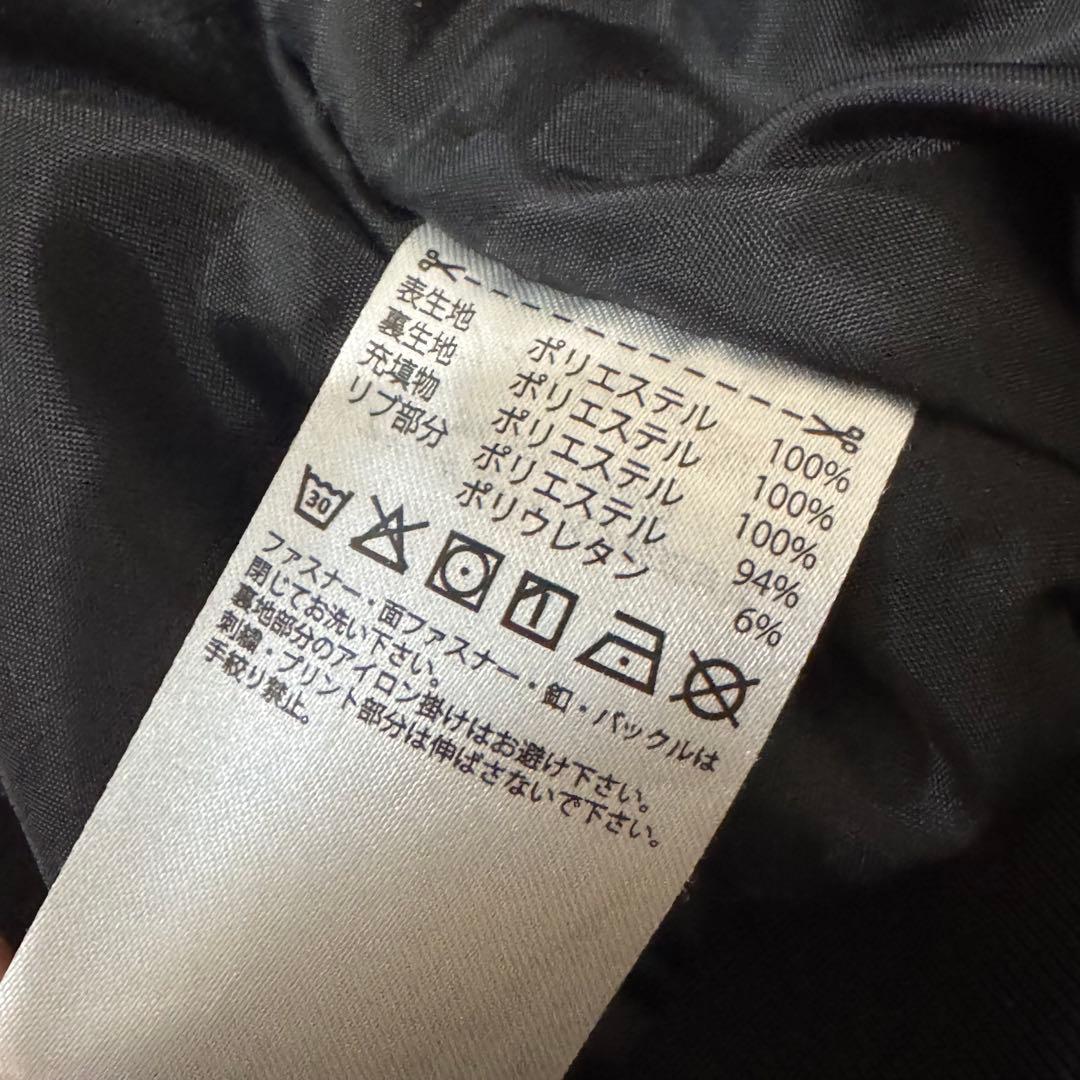 表生地 ポリエステル 100%
裏生地 ポリエステル 100%
充填物 ポリエステル 100%
リブ部分 ポリエステル 94%
ポリウレタン 6%
30
ファスナー・面ファスナー・釦・バックルは
閉じてお洗い下さい。
裏地部分のアイロン掛けはお避け下さい。
刺繍・プリント部分は伸ばさないで下さい。
手絞り禁止。